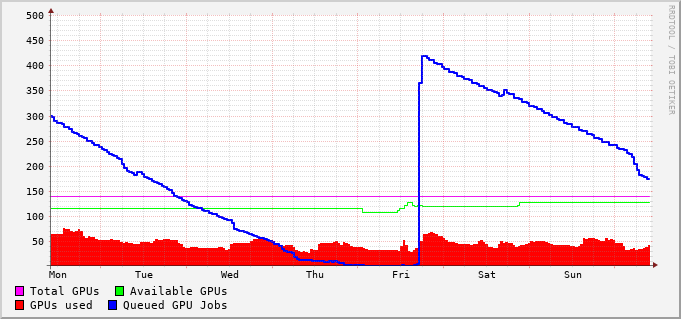 500
450
400
350
300
250
200
150
100
50
Mon Tue Wed Thu Fri Sat Sun
Total GPUs Available GPUs
GPUs used Queued GPU Jobs
RRDTOOL / TOBI OETIKER